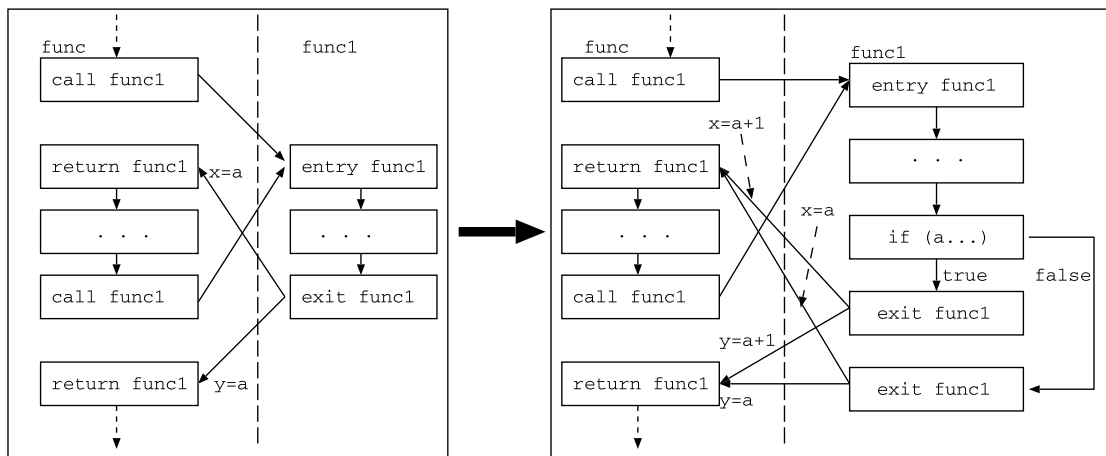 func
func1
call func1
return func1
x=a
entry func1
. . .
. . .
call func1
exit func1
return func1
y=a
func
func1
call func1
entry func1
x=a+1
return func1
. . .
x=a
. . .
if (a...)
true
false
call func1
exit func1
y=a+1
return func1
y=a
exit func1